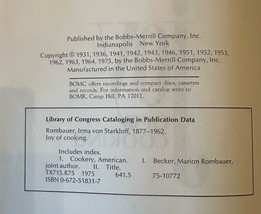 Published by the Bobbs-Merrill Company, Inc.
Indianapolis New York
Copyright © 1931, 1936, 1941, 1942, 1943, 1946, 1951, 1952, 1953,
1962, 1963, 1964, 1975, by the Bobbs-Merrill Company, Inc.
Manufactured in the United States of America
BOMC offers recordings and compact discs, cassettes
and records. For information and catalog write to
BOMR, Camp Hill, PA 17012.
Library of Congress Cataloging in Publication Data
Rombauer, Irma von Starkloff, 1877-1962.
Joy of cooking.
Includes index.
1. Cookery, American. I. Becker, Marion Rombauer,
joint author. II. Title.
TX715.R75 1975 641.5 75-10772
ISBN 0-672-51831-7